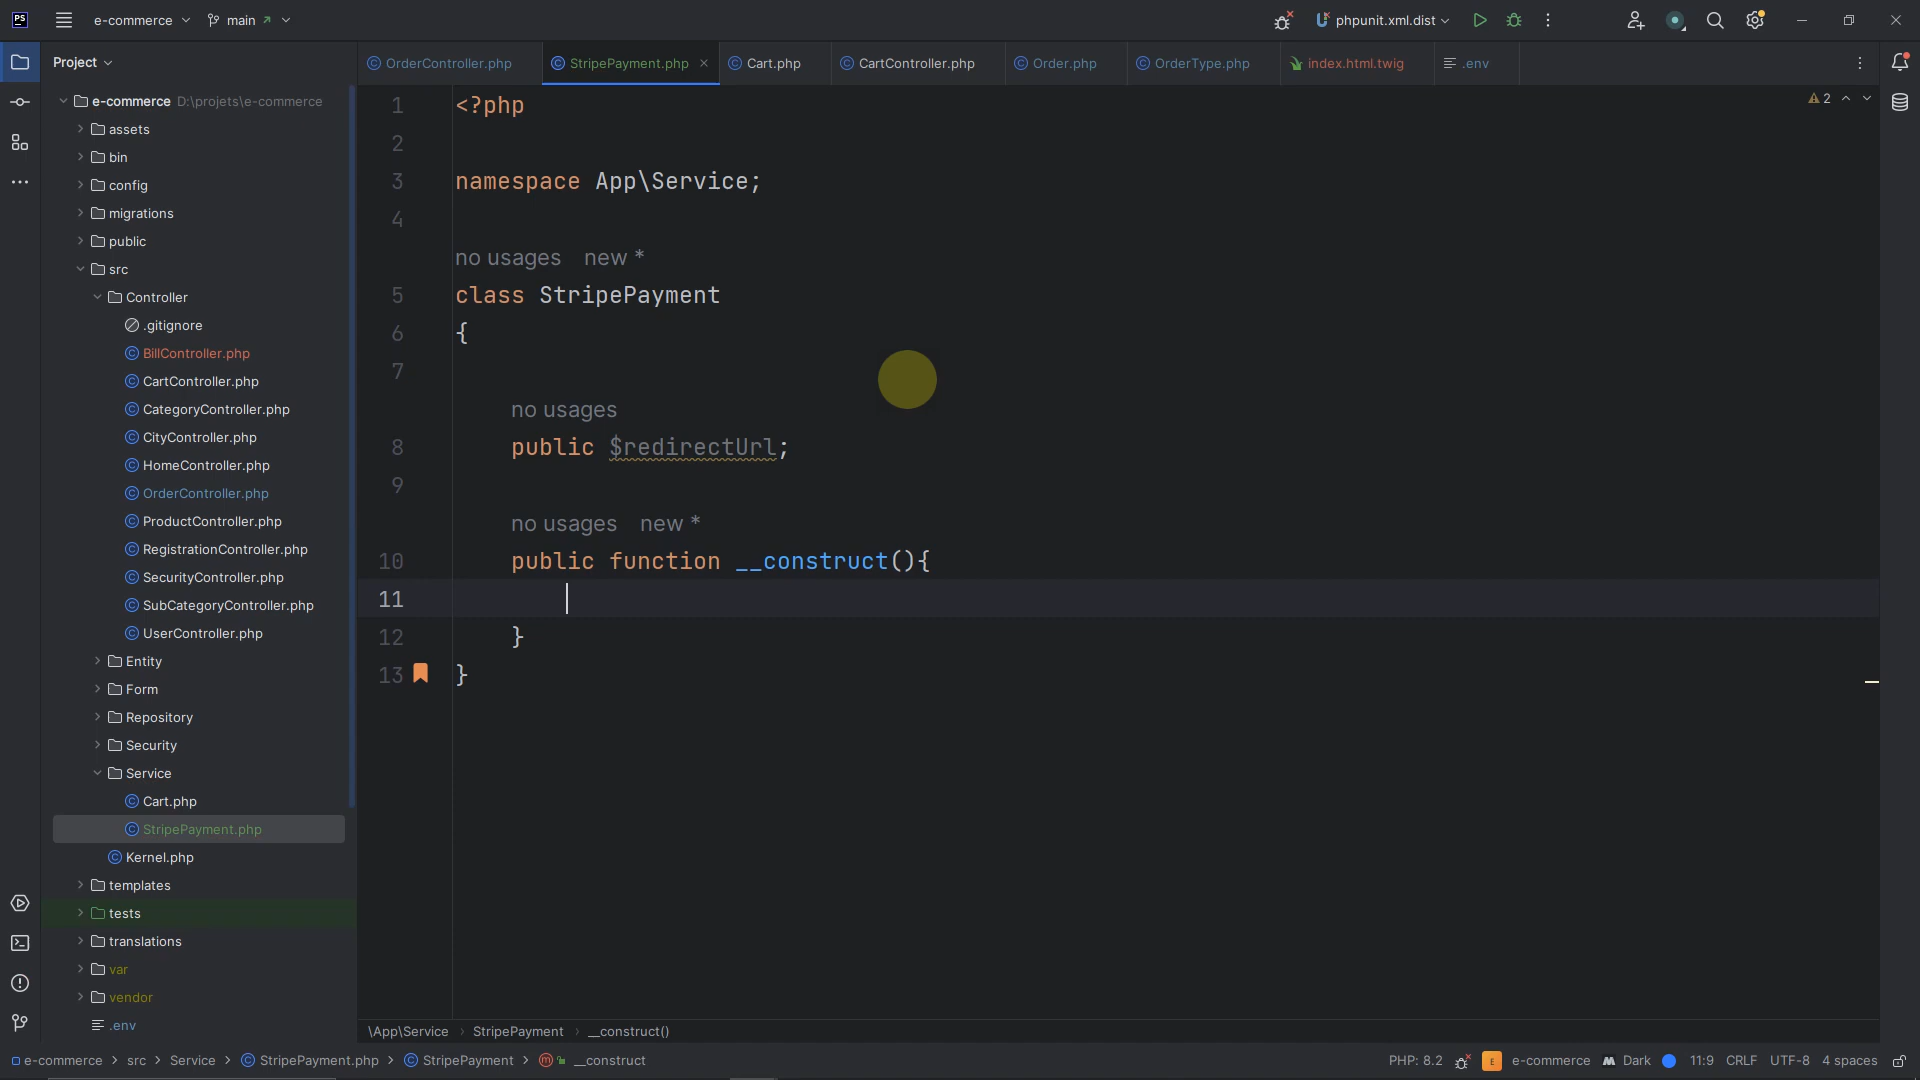 PS e-commerce main phpunit.xml.dist
Project
OrderController.php StripePayment.php Cart.php CartController.php Order.php OrderType.php index.html.twig .env
e-commerce D:\projets\e-commerce
assets
bin
config
migrations
public
src
Controller
.gitignore
BillController.php
CartController.php
CategoryController.php
CityController.php
HomeController.php
OrderController.php
ProductController.php
RegistrationController.php
SecurityController.php
SubCategoryController.php
UserController.php
Entity
Form
Repository
Security
Service
Cart.php
StripePayment.php
Kernel.php
templates
tests
translations
var
vendor
.env
2
1 <?php
2
3 namespace App\Service;
4
no usages new *
5 class StripePayment
6 {
7
no usages
8 public $redirectUrl;
9
no usages new *
10 public function __construct(){
11
12 }
13 }
\App\Service > StripePayment > __construct()
e-commerce > src > Service > StripePayment.php > StripePayment > __construct
PHP: 8.2 E e-commerce Dark 11:9 CRLF UTF-8 4 spaces